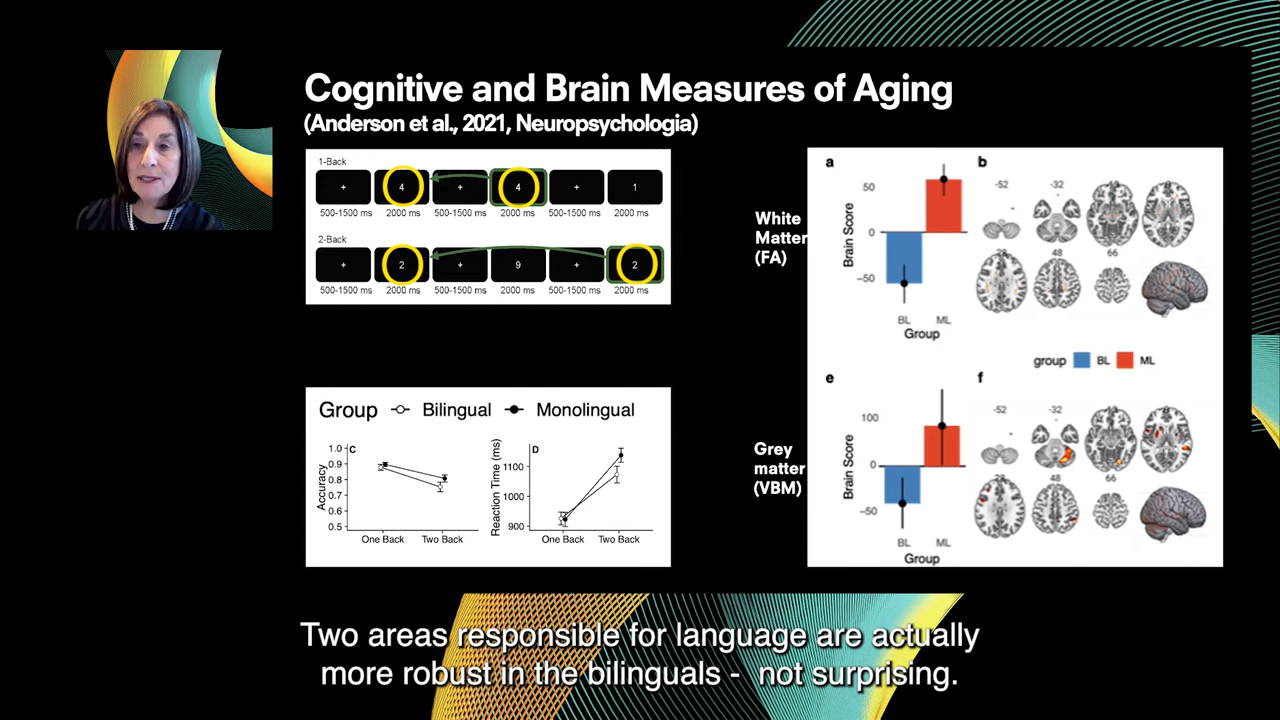 Cognitive and Brain Measures of Aging
(Anderson et al., 2021, Neuropsychologia)
1-Back
+ 4 + 4 + 1
500-1500 ms 2000 ms 500-1500 ms 2000 ms 500-1500 ms 2000 ms
2-Back
+ 2 + 9 + 2
500-1500 ms 2000 ms 500-1500 ms 2000 ms 500-1500 ms 2000 ms
Group Bilingual Monolingual
C
Accuracy
1.0
0.9
0.8
0.7
0.6
0.5
One Back Two Back
D
Reaction Time (ms)
1100
1000
900
One Back Two Back
White
Matter
(FA)
a
Brain Score
50
0
−50
BL ML
Group
b
-52 -32
48 66
group BL ML
Grey
matter
(VBM)
e
Brain Score
100
0
−50
BL ML
Group
f
-52 -32
48 66
Two areas responsible for language are actually
more robust in the bilinguals - not surprising.